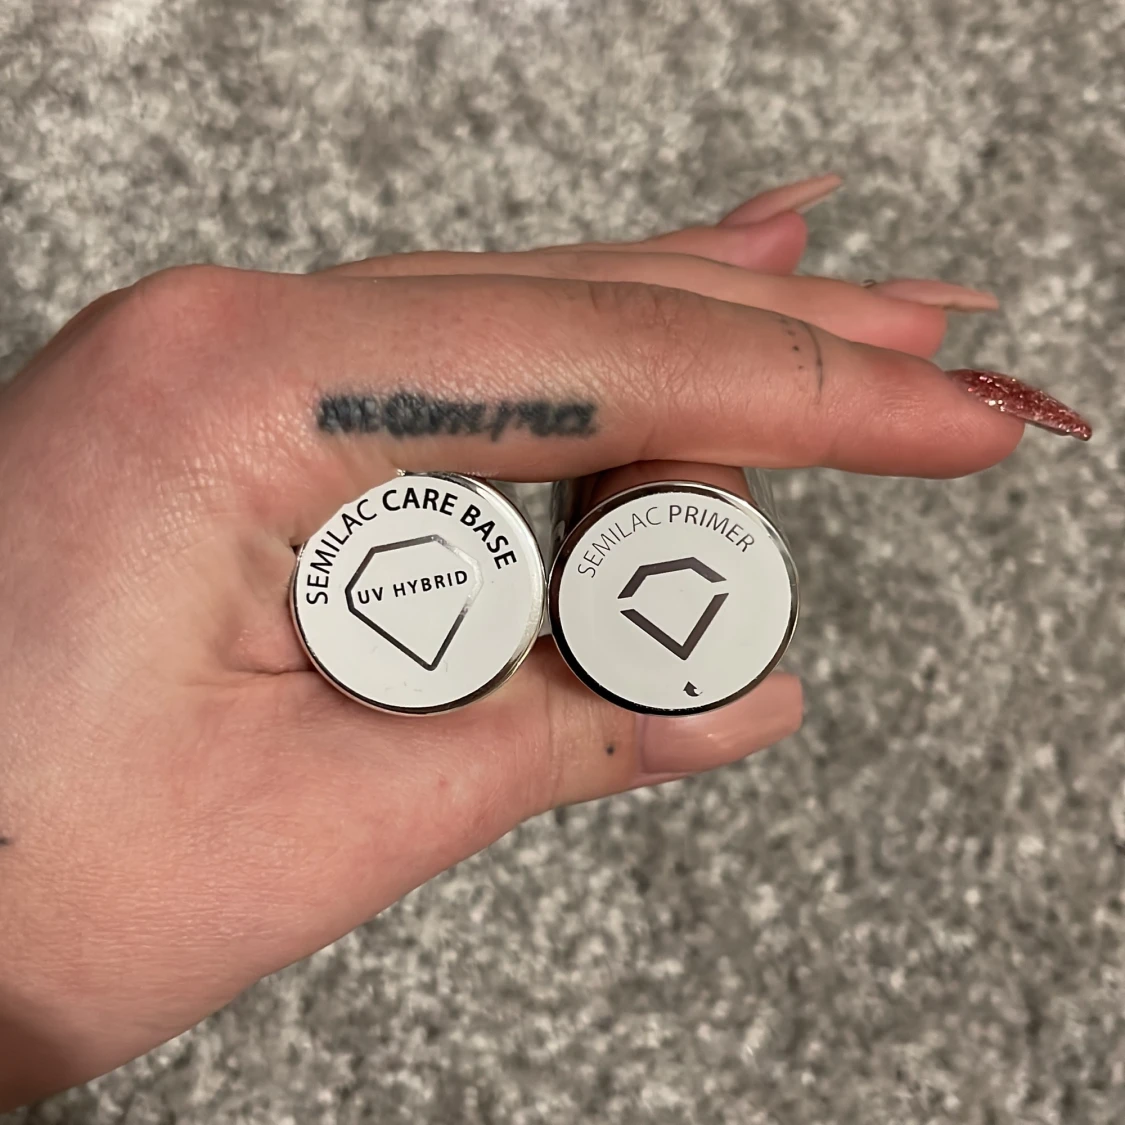 SEMILAC CARE BASE
UV HYBRID
SEMILAC PRIMER